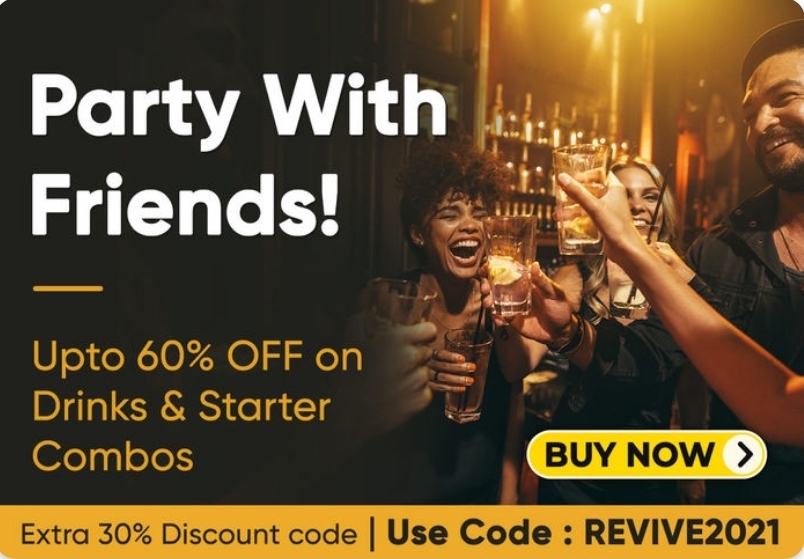 Party With
Friends!
Upto 60% OFF on
Drinks & Starter
Combos
BUY NOW
Extra 30% Discount code | Use Code : REVIVE2021